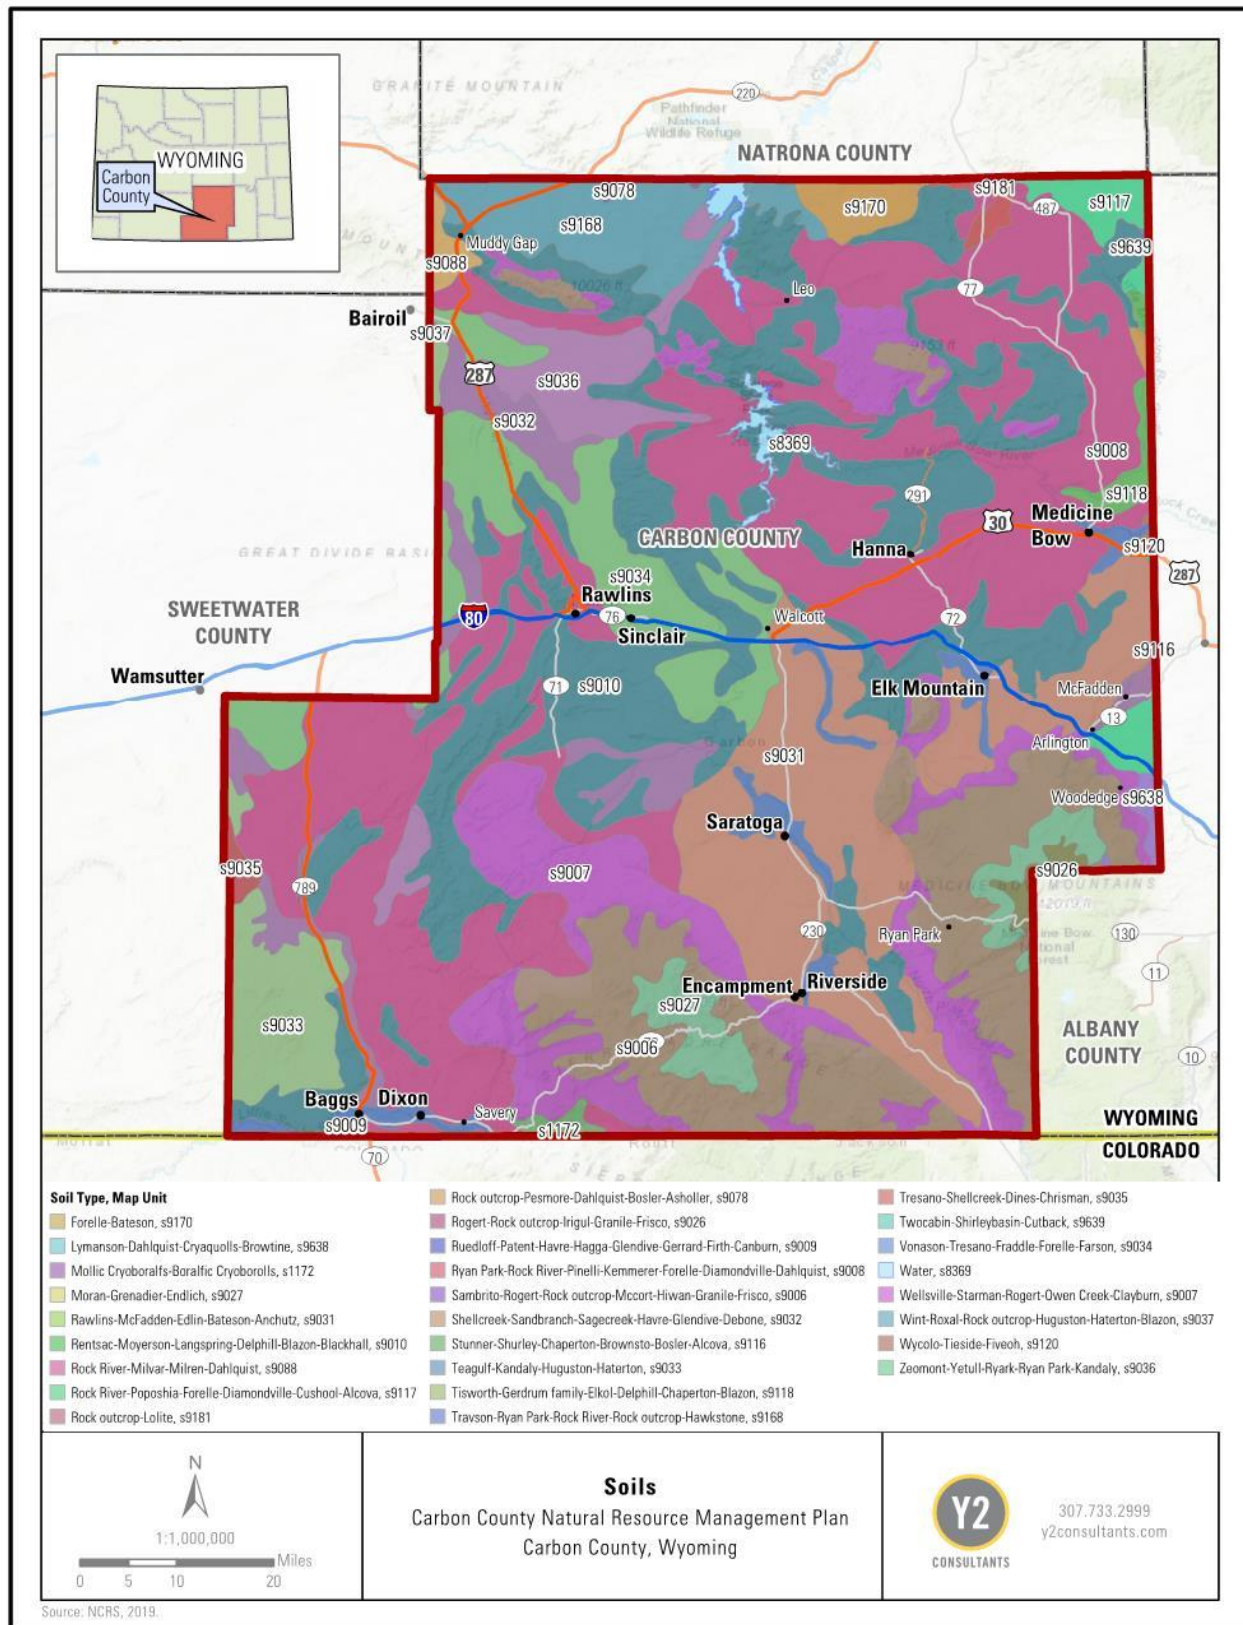 GRANITE MOUNTAIN
220
Pathfinder
National
Wildlife Refuge
NATRONA COUNTY
WYOMING
Carbon
County
s9078
s9181
s9117
s9168
s9170
487
s9639
Muddy Gap
s9088
10026 ft
Leo
77
Bairoil
s9037
9153 ft
287
s9036
s9032
s8369
s9008
291
s9118
30
Medicine
Bow
GREAT DIVIDE BASIN
CARBON COUNTY
Hanna
s9120
287
s9034
Rawlins
SWEETWATER
COUNTY
80
76
Sinclair
Walcott
72
s9116
Wamsutter
71
s9010
Elk Mountain
McFadden
13
Arlington
Carbon
s9031
Woodedge
s9638
Saratoga
s9035
s9007
s9026
789
MEDICINE BOW MOUNTAINS
12019 ft
230
Ryan Park
130
National
Forest
11
Encampment
Riverside
s9027
s9033
s9006
ALBANY
COUNTY
10
Baggs
Dixon
Savery
s9009
s1172
WYOMING
COLORADO
70
Soil Type, Map Unit
Forelle-Bateson, s9170
Lymanson-Dahlquist-Cryaquolls-Browtine, s9638
Mollic Cryoboralfs-Boralfic Cryoborolls, s1172
Moran-Grenadier-Endlich, s9027
Rawlins-McFadden-Edlin-Bateson-Anchutz, s9031
Rentsac-Moyerson-Langspring-Delphill-Blazon-Blackhall, s9010
Rock River-Milvar-Milren-Dahlquist, s9088
Rock River-Poposhia-Forelle-Diamondville-Cushool-Alcova, s9117
Rock outcrop-Lolite, s9181
Rock outcrop-Pesmore-Dahlquist-Bosler-Asholler, s9078
Rogert-Rock outcrop-Irigul-Granile-Frisco, s9026
Ruedloff-Patent-Havre-Hagga-Glendive-Gerrard-Firth-Canburn, s9009
Ryan Park-Rock River-Pinelli-Kemmerer-Forelle-Diamondville-Dahlquist, s9008
Sambrito-Rogert-Rock outcrop-Mccort-Hiwan-Granile-Frisco, s9006
Shellcreek-Sandbranch-Sagecreek-Havre-Glendive-Debone, s9032
Stunner-Shurley-Chaperton-Brownsto-Bosler-Alcova, s9116
Teagulf-Kandaly-Huguston-Haterton, s9033
Tisworth-Gerdrum family-Elkol-Delphill-Chaperton-Blazon, s9118
Travson-Ryan Park-Rock River-Rock outcrop-Hawkstone, s9168
Tresano-Shellcreek-Dines-Chrisman, s9035
Twocabin-Shirleybasin-Cutback, s9639
Vonason-Tresano-Fraddle-Forelle-Farson, s9034
Water, s8369
Wellsville-Starman-Rogert-Owen Creek-Clayburn, s9007
Wint-Roxal-Rock outcrop-Huguston-Haterton-Blazon, s9037
Wycolo-Tieside-Fiveoh, s9120
Zeomont-Yetull-Ryark-Ryan Park-Kandaly, s9036
N
1:1,000,000
Miles
0 5 10 20
Soils
Carbon County Natural Resource Management Plan
Carbon County, Wyoming
Y2
CONSULTANTS
307.733.2999
y2consultants.com
Source: NCRS, 2019.